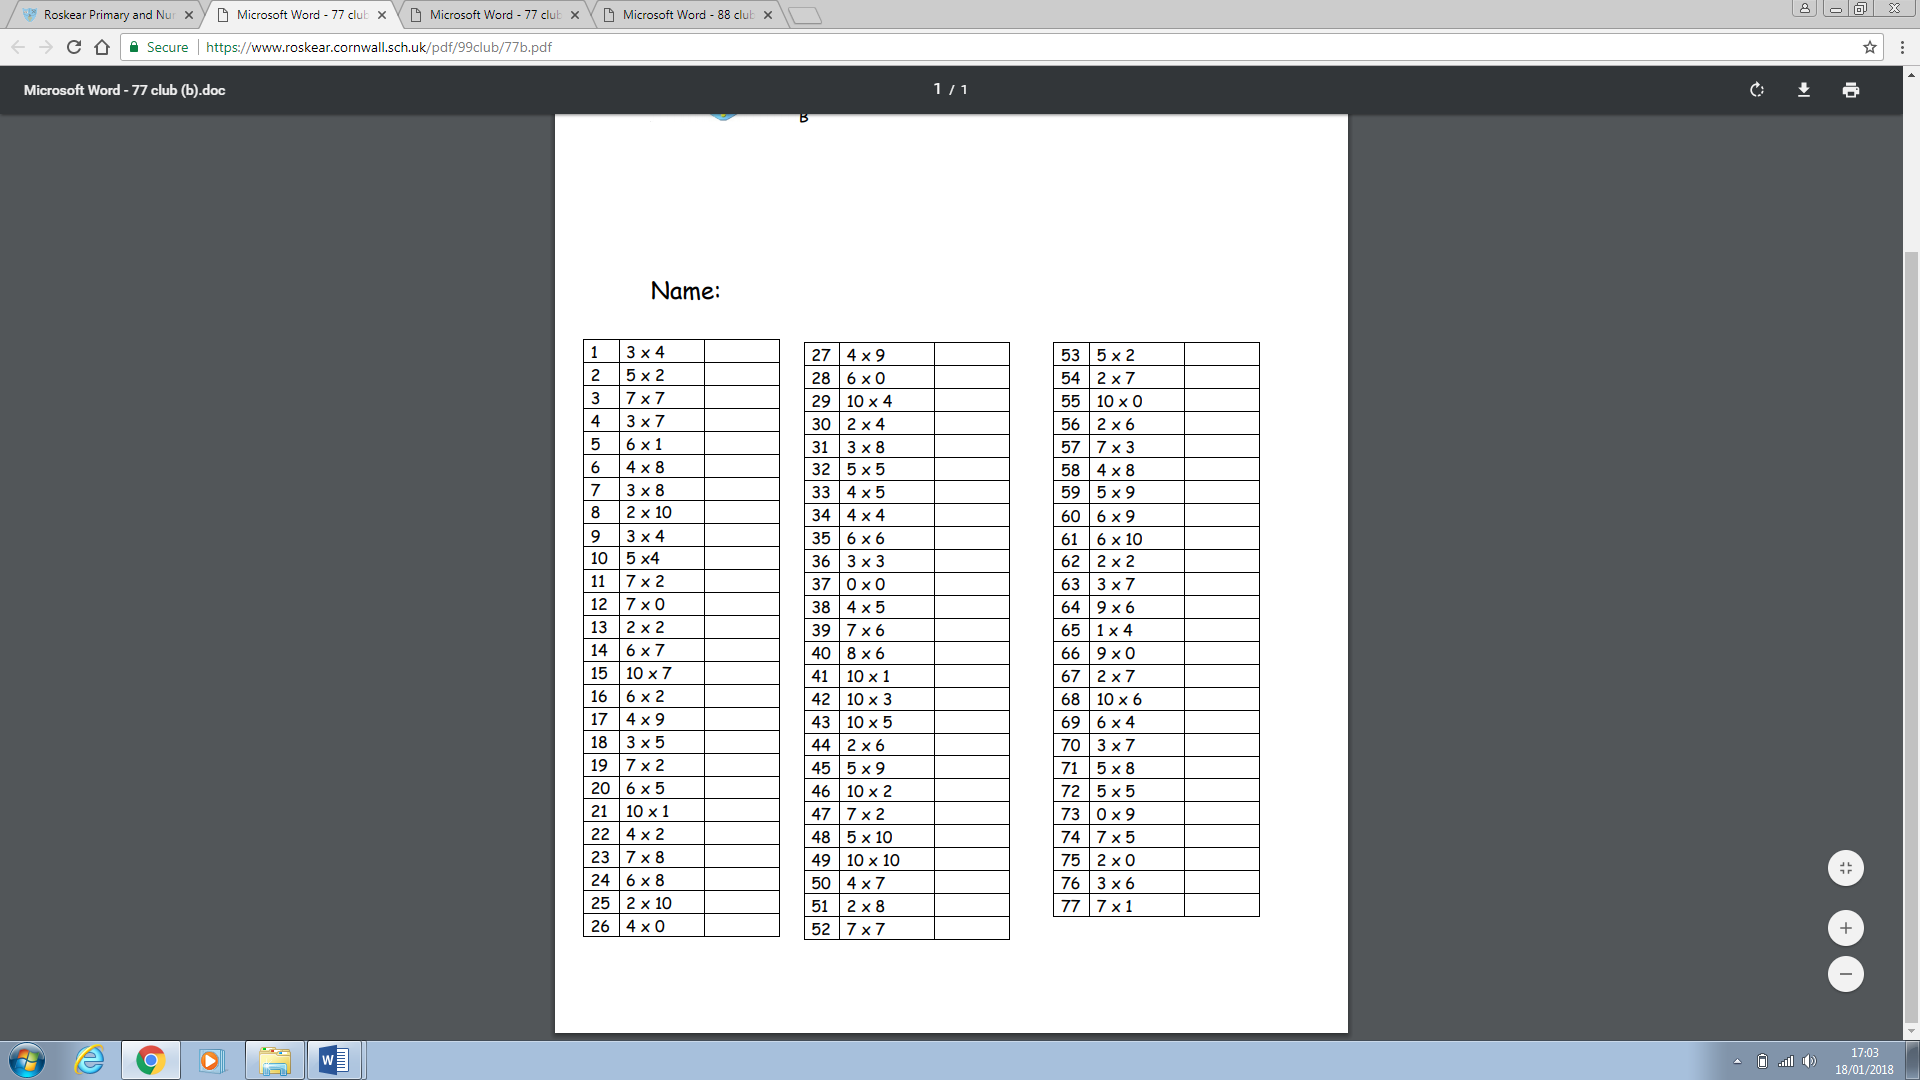 Roskear Primary and Nur
Microsoft Word - 77 club
Microsoft Word - 77 club
Microsoft Word - 88 club
Secure
https://www.roskear.cornwall.sch.uk/pdf/99club/77b.pdf
Microsoft Word - 77 club (b).doc
1 / 1
B
Name:
1 3 x 4
2 5 x 2
3 7 x 7
4 3 x 7
5 6 x 1
6 4 x 8
7 3 x 8
8 2 x 10
9 3 x 4
10 5 x4
11 7 x 2
12 7 x 0
13 2 x 2
14 6 x 7
15 10 x 7
16 6 x 2
17 4 x 9
18 3 x 5
19 7 x 2
20 6 x 5
21 10 x 1
22 4 x 2
23 7 x 8
24 6 x 8
25 2 x 10
26 4 x 0
27 4 x 9
28 6 x 0
29 10 x 4
30 2 x 4
31 3 x 8
32 5 x 5
33 4 x 5
34 4 x 4
35 6 x 6
36 3 x 3
37 0 x 0
38 4 x 5
39 7 x 6
40 8 x 6
41 10 x 1
42 10 x 3
43 10 x 5
44 2 x 6
45 5 x 9
46 10 x 2
47 7 x 2
48 5 x 10
49 10 x 10
50 4 x 7
51 2 x 8
52 7 x 7
53 5 x 2
54 2 x 7
55 10 x 0
56 2 x 6
57 7 x 3
58 4 x 8
59 5 x 9
60 6 x 9
61 6 x 10
62 2 x 2
63 3 x 7
64 9 x 6
65 1 x 4
66 9 x 0
67 2 x 7
68 10 x 6
69 6 x 4
70 3 x 7
71 5 x 8
72 5 x 5
73 0 x 9
74 7 x 5
75 2 x 0
76 3 x 6
77 7 x 1
17:03
18/01/2018